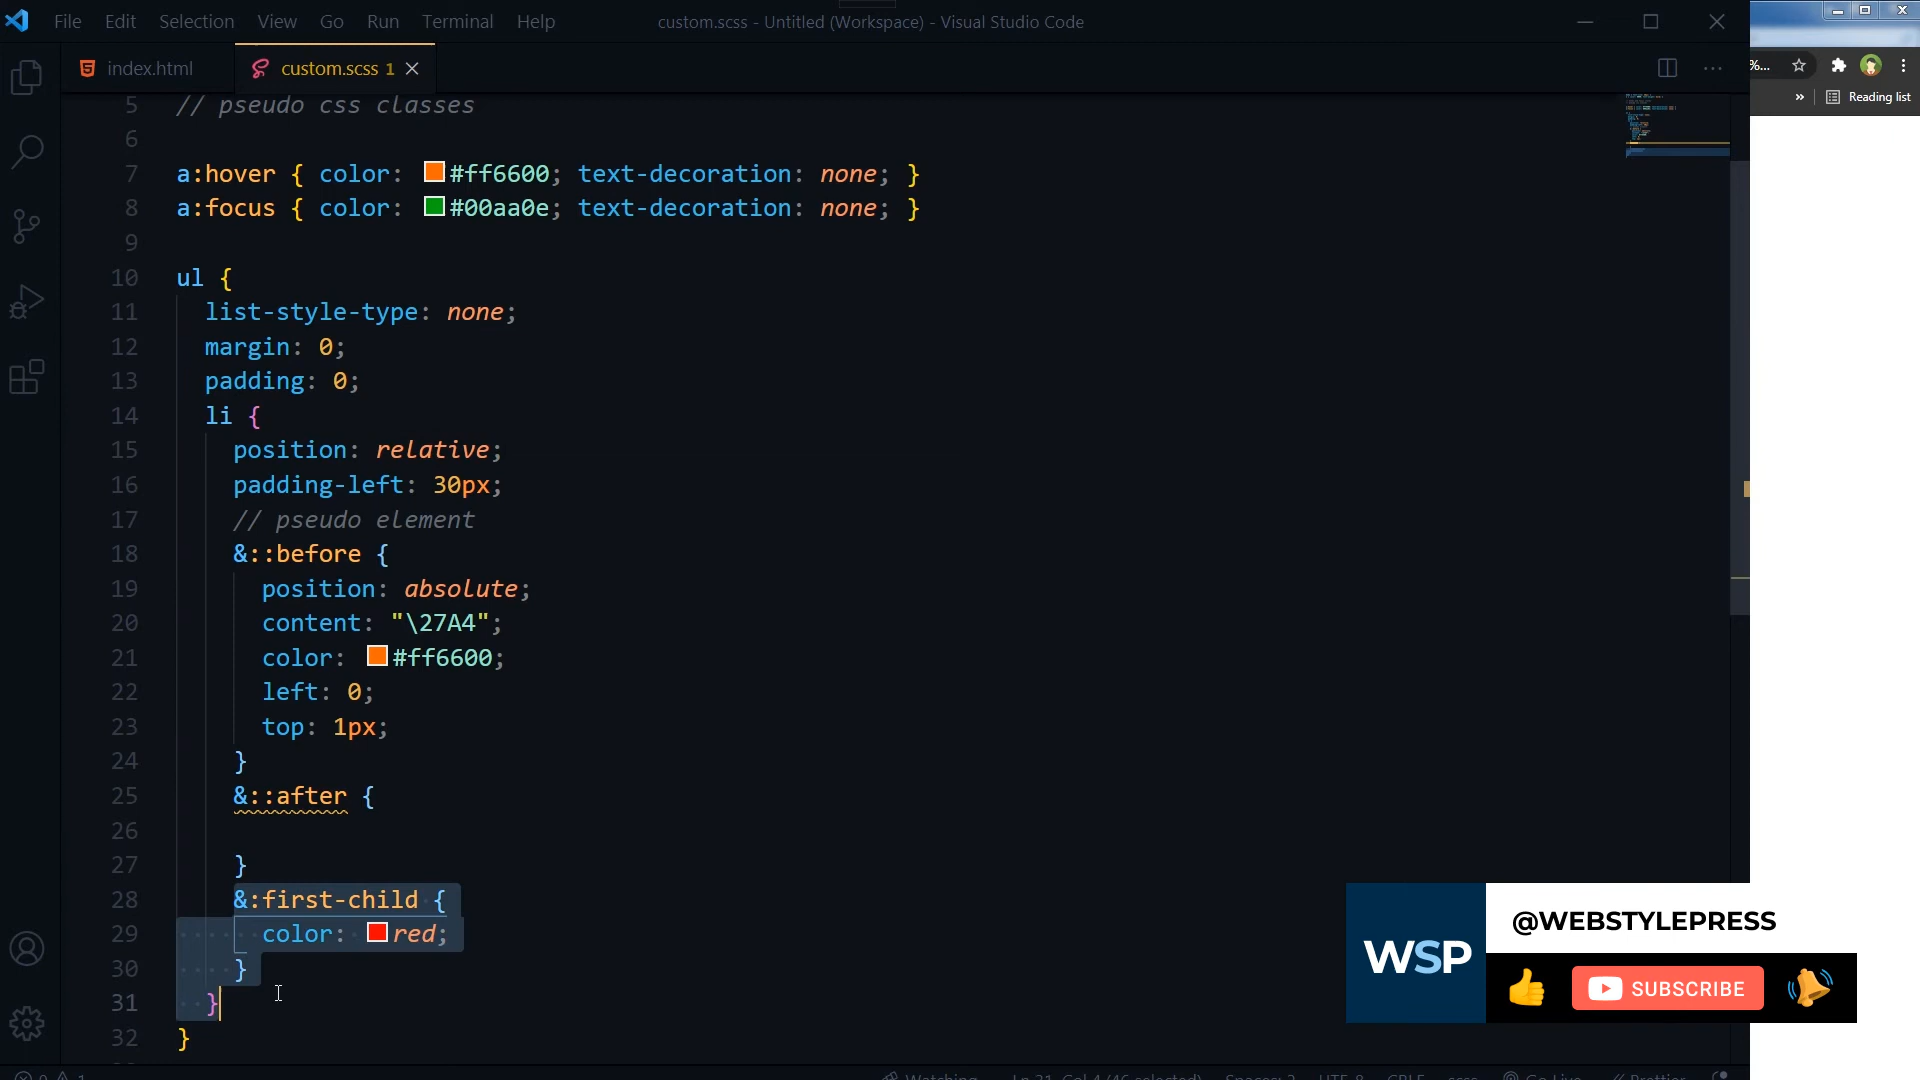 File Edit Selection View Go Run Terminal Help custom.scss - Untitled (Workspace) - Visual Studio Code
index.html custom.scss 1
%... Reading list
5 // pseudo css classes
6
7 a:hover { color: #ff6600; text-decoration: none; }
8 a:focus { color: #00aa0e; text-decoration: none; }
9
10 ul {
11 list-style-type: none;
12 margin: 0;
13 padding: 0;
14 li {
15 position: relative;
16 padding-left: 30px;
17 // pseudo element
18 &::before {
19 position: absolute;
20 content: "\27A4";
21 color: #ff6600;
22 left: 0;
23 top: 1px;
24 }
25 &::after {
26
27 }
28 &:first-child {
29 color: red;
30 }
31 }
32 }
@WEBSTYLEPRESS
WSP
SUBSCRIBE